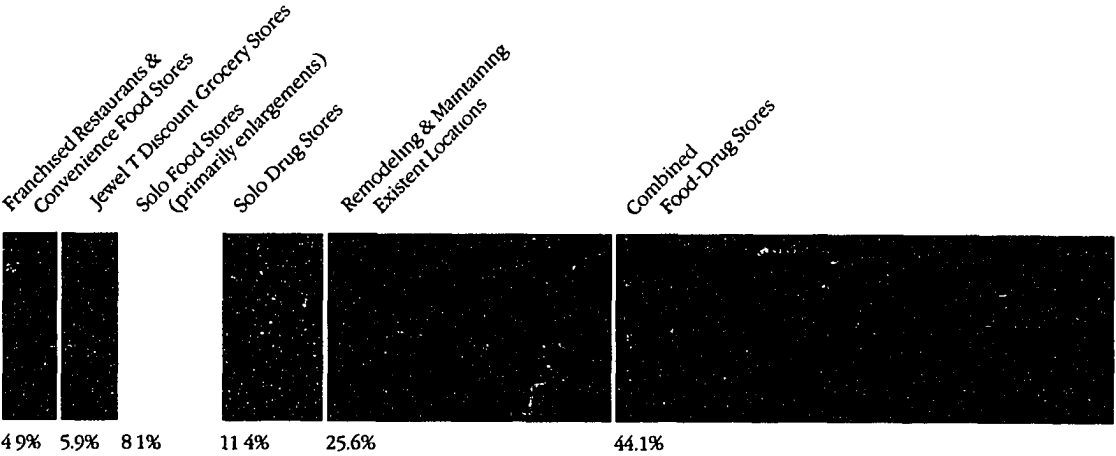 Franchised Restaurants &
Convenience Food Stores
Jewel T Discount Grocery Stores
Solo Food Stores
(primarily enlargements)
Solo Drug Stores
Remodeling & Maintaining
Existent Locations
Combined
Food-Drug Stores
4 9% 5.9% 8 1% 11 4% 25.6% 44.1%